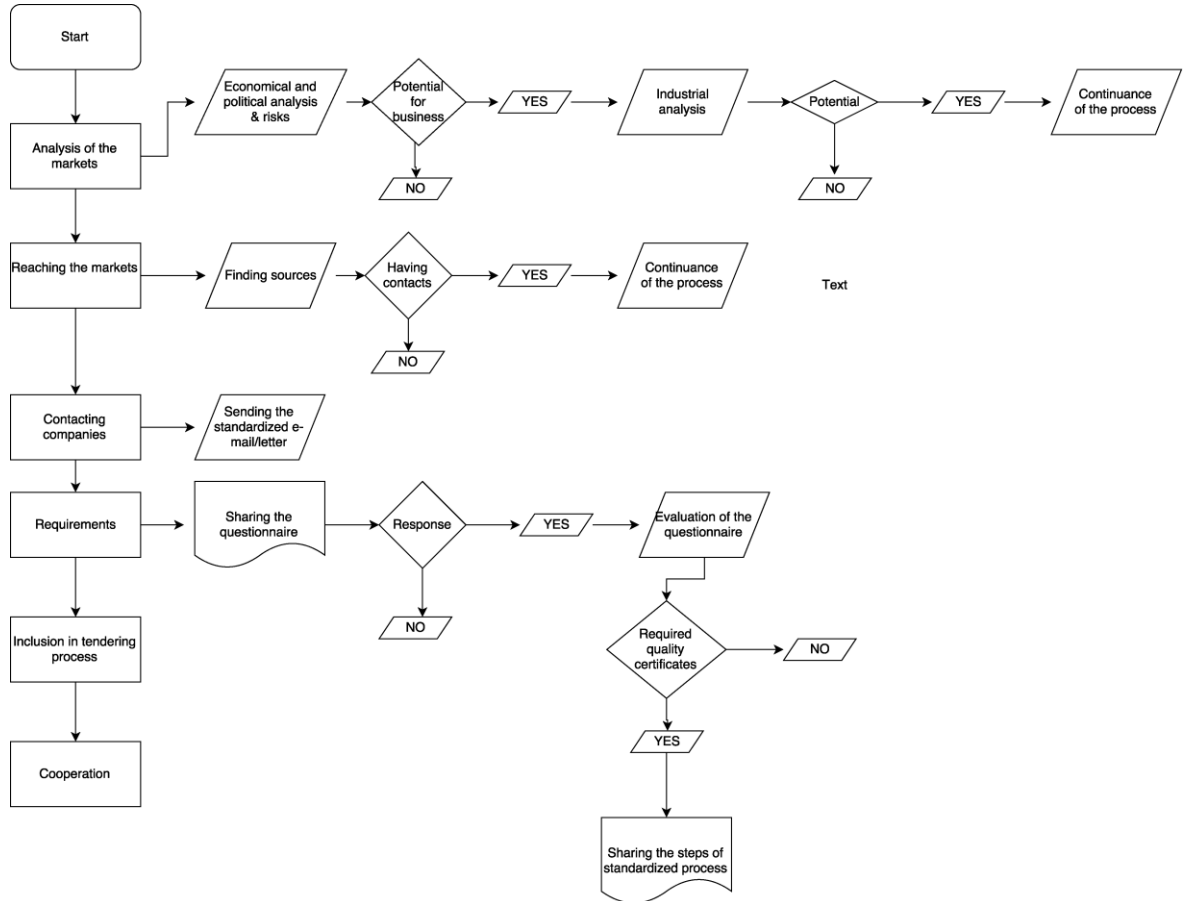 Start
Economical and
political analysis
& risks
Potential for
business
YES
Industrial
analysis
Potential
YES
Continuance
of the process
Analysis of the
markets
NO
NO
Reaching the markets
Finding sources
Having
contacts
YES
Continuance
of the process
Text
NO
Contacting
companies
Sending the
standardized e-
mail/letter
Requirements
Sharing the
questionnaire
Response
YES
Evaluation of the
questionnaire
NO
Inclusion in tendering
process
Required
quality
certificates
NO
YES
Cooperation
Sharing the steps of
standardized process